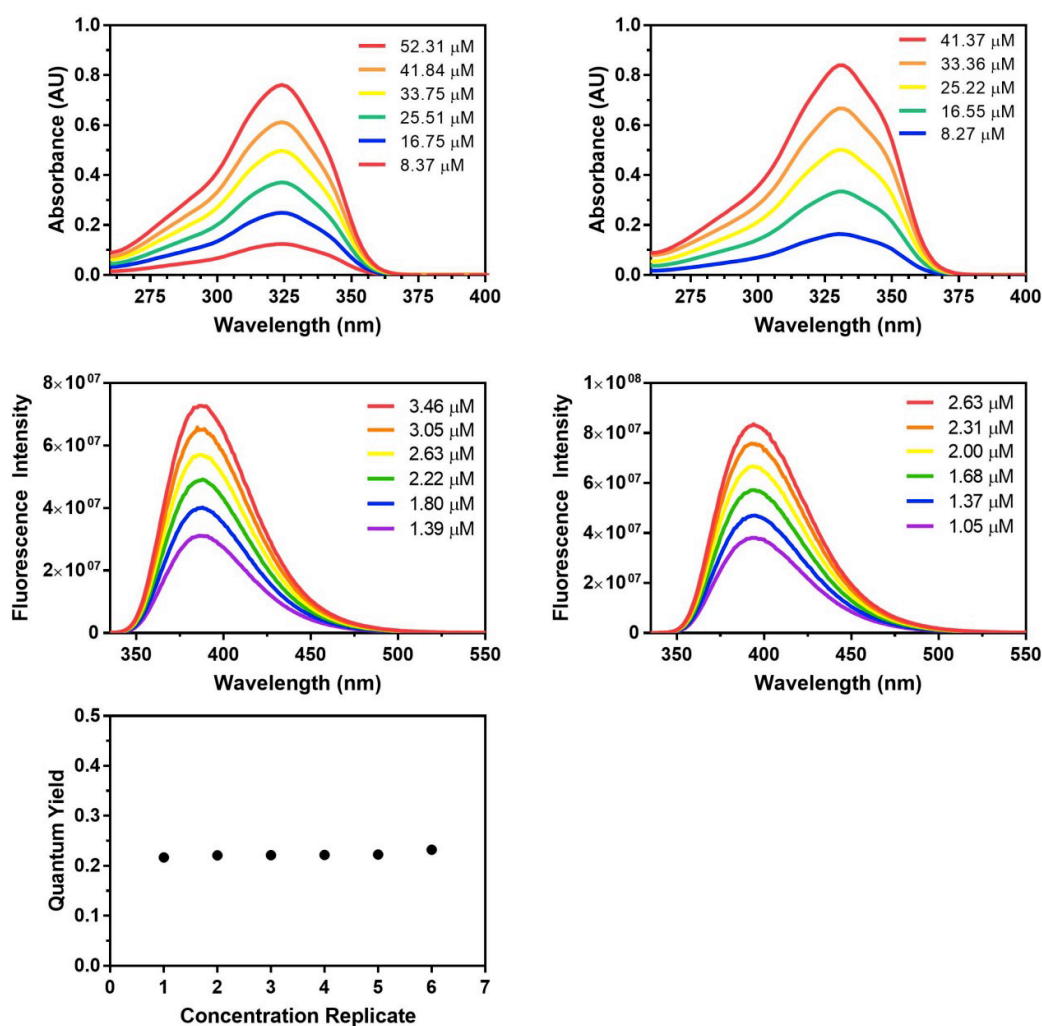 Absorbance (AU)
1.0
0.8
0.6
0.4
0.2
0.0
52.31 μM
41.84 μM
33.75 μM
25.51 μM
16.75 μM
8.37 μM
275 300 325 350 375 400
Wavelength (nm)
Absorbance (AU)
1.0
0.8
0.6
0.4
0.2
0.0
41.37 μM
33.36 μM
25.22 μM
16.55 μM
8.27 μM
275 300 325 350 375 400
Wavelength (nm)
Fluorescence Intensity
8×10⁰⁷
6×10⁰⁷
4×10⁰⁷
2×10⁰⁷
0
3.46 μM
3.05 μM
2.63 μM
2.22 μM
1.80 μM
1.39 μM
350 400 450 500 550
Wavelength (nm)
Fluorescence Intensity
1×10⁰⁸
8×10⁰⁷
6×10⁰⁷
4×10⁰⁷
2×10⁰⁷
0
2.63 μM
2.31 μM
2.00 μM
1.68 μM
1.37 μM
1.05 μM
350 400 450 500 550
Wavelength (nm)
Quantum Yield
0.5
0.4
0.3
0.2
0.1
0.0
0 1 2 3 4 5 6 7
Concentration Replicate